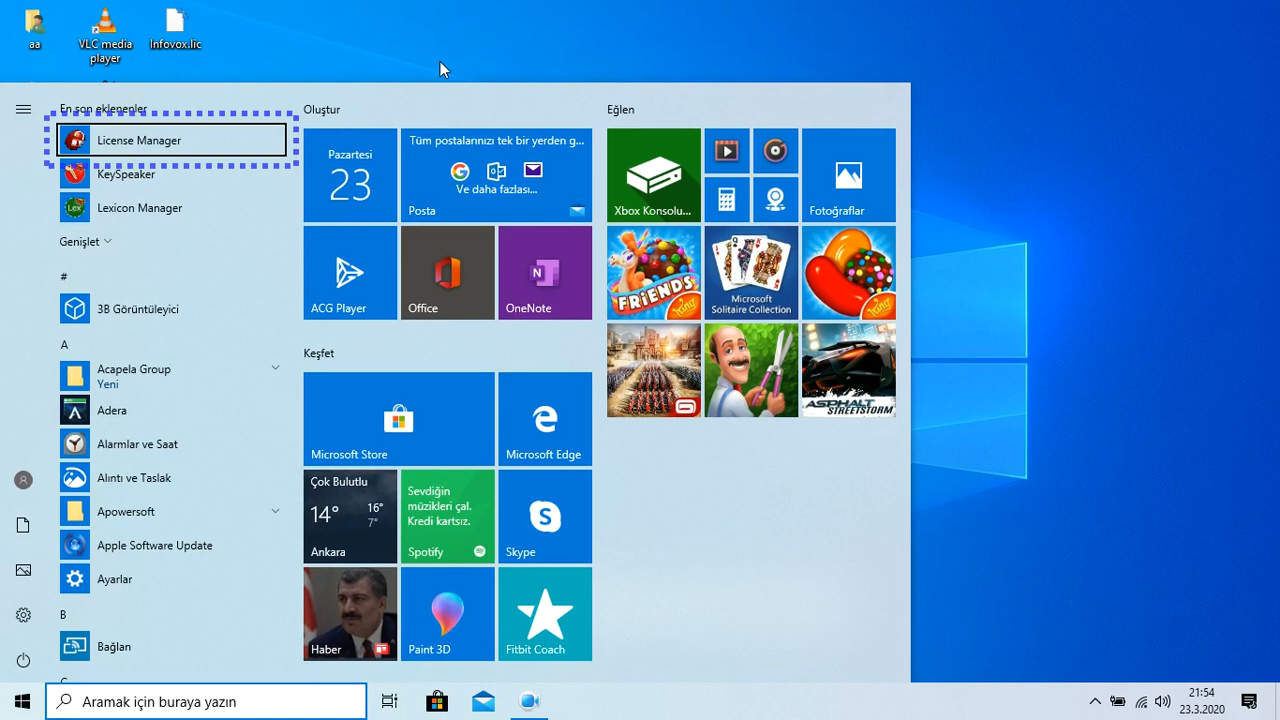 aa
VLC media
player
Infovox.lic
En son eklenenler
License Manager
KeySpeaker
Lex
Lexicon Manager
Genişlet
#
3B Görüntüleyici
A
Acapela Group
Yeni
Adera
Alarmlar ve Saat
Alıntı ve Taslak
Apowersoft
Apple Software Update
Ayarlar
B
Bağlan
Oluştur
Pazartesi
23
Tüm postalarınızı tek bir yerden g...
Ve daha fazlası...
Posta
ACG Player
Office
OneNote
Keşfet
Microsoft Store
Microsoft Edge
Çok Bulutlu
14° 16°
7°
Ankara
Sevdiğin
müzikleri çal.
Kredi kartsız.
Spotify
Skype
Haber
Paint 3D
Fitbit Coach
Eğlen
Xbox Konsolu...
Fotoğraflar
FRIENDS
King
Microsoft
Solitaire Collection
King
ASPHALT
STREETSTORM
Aramak için buraya yazın
21:54
23.3.2020